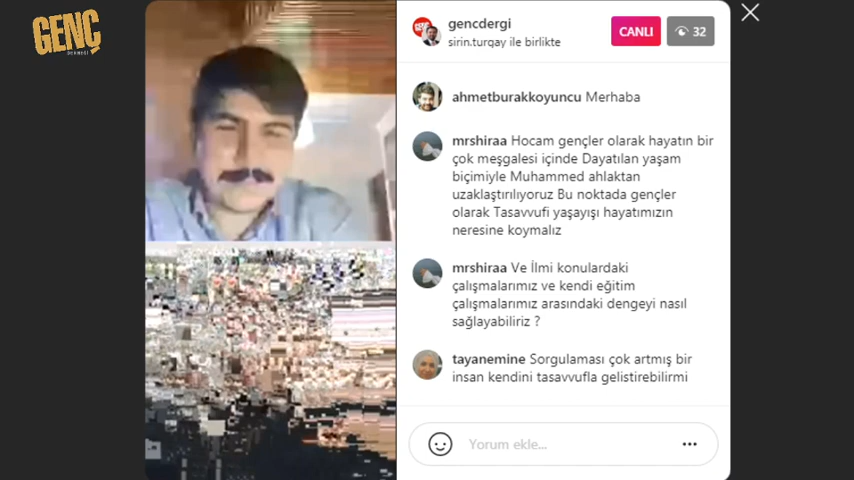 GENÇ
gencdergi
sirin.turgay ile birlikte
CANLI
32
ahmetburakkoyuncu Merhaba
mrshiraa Hocam gençler olarak hayatın bir
çok meşgalesi içinde Dayatılan yaşam
biçimiyle Muhammed ahlaktan
uzaklaştırılıyoruz Bu noktada gençler
olarak Tasavvufi yaşayışı hayatımızın
neresine koymalız
mrshiraa Ve İlmi konulardaki
çalışmalarımız ve kendi eğitim
çalışmalarımız arasındaki dengeyi nasıl
sağlayabiliriz ?
tayanemine Sorgulaması çok artmış bir
insan kendini tasavvufla gelistirebilirmi
Yorum ekle...